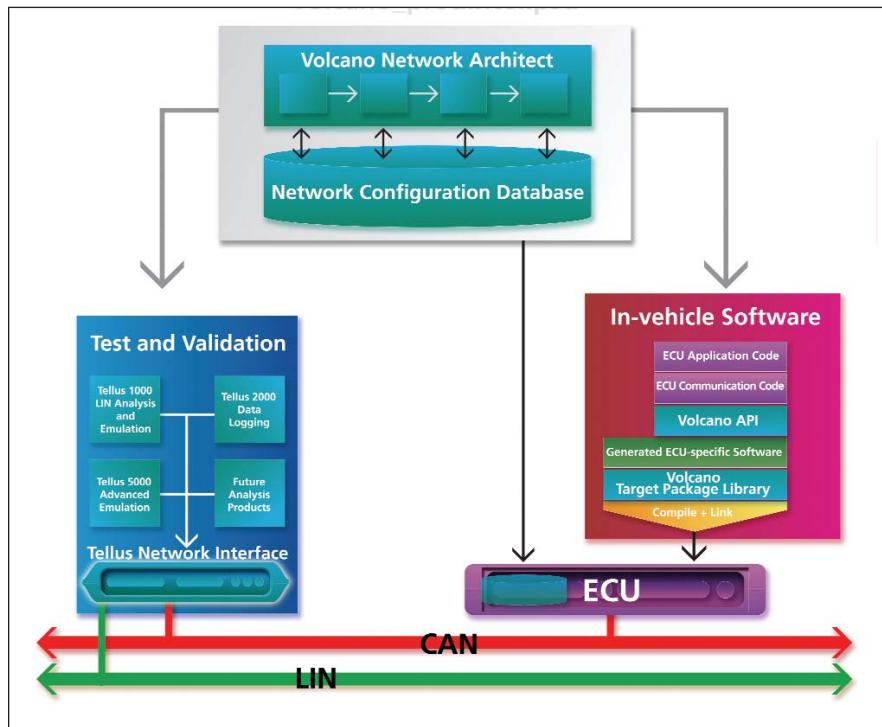 Volcano Network Architect
Network Configuration Database
Test and Validation
Tellus 1000
LIN Analysis
and
Emulation
Tellus 2000
Data
Logging
Tellus 5000
Advanced
Emulation
Future
Analysis
Products
Tellus Network Interface
In-vehicle Software
ECU Application Code
ECU Communication Code
Volcano API
Generated ECU-specific Software
Volcano
Target Package Library
Compile + Link
ECU
CAN
LIN